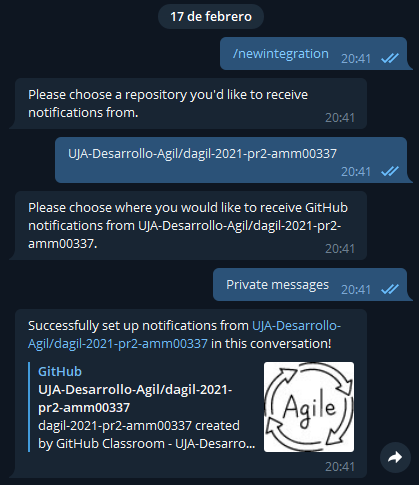 17 de febrero
/newintegration
20:41
Please choose a repository you'd like to receive
notifications from.
20:41
UJA-Desarrollo-Agil/dagil-2021-pr2-amm00337
20:41
Please choose where you would like to receive GitHub
notifications from UJA-Desarrollo-Agil/dagil-2021-pr2-
amm00337.
20:41
Private messages
20:41
Successfully set up notifications from UJA-Desarrollo-
Agil/dagil-2021-pr2-amm00337 in this conversation!
GitHub
UJA-Desarrollo-Agil/dagil-2021-
pr2-amm00337
dagil-2021-pr2-amm00337 created
by GitHub Classroom - UJA-Desarro...
Agile
20:41